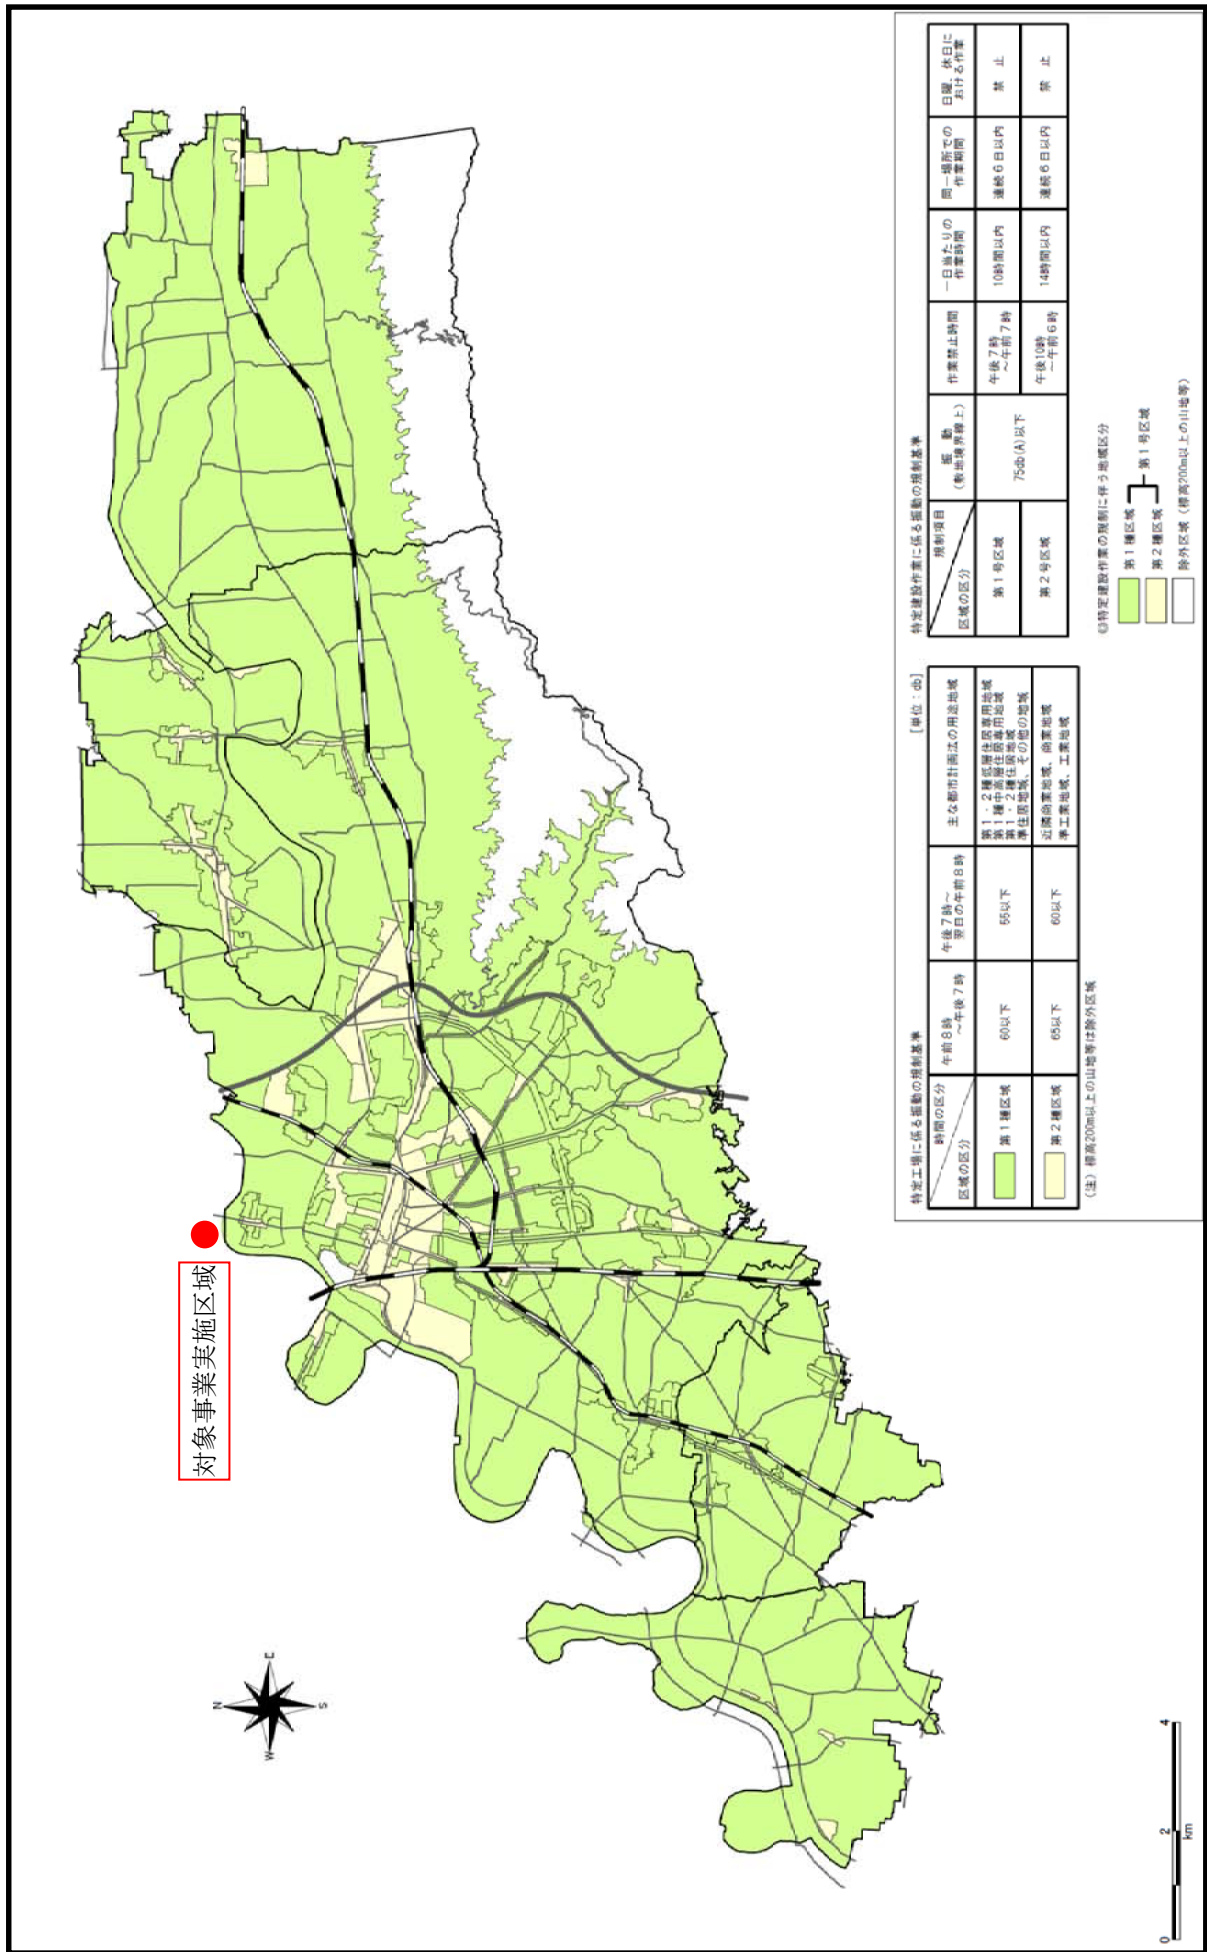 対象事業実施区域
N
E
S
W
0 2 4
km
特定工場に係る振動の規制基準 [単位：db]
時間の区分
区域の区分
午前８時
～午後７時
午後７時～
翌日の午前８時
主な都市計画法の用途地域
第１種区域
60以下
55以下
第１・２種低層住居専用地域
第１種中高層住居専用地域
第１・２種住居地域
準住居地域、その他の地域
第２種区域
65以下
60以下
近隣商業地域、商業地域
準工業地域、工業地域
（注）標高200m以上の山地等は除外区域
特定建設作業に係る振動の規制基準
規制項目
区域の区分
振 動
（敷地境界線上）
作業禁止時間
一日当たりの
作業時間
同一場所での
作業期間
日曜、休日に
おける作業
第１号区域
75db(A)以下
午後７時
～午前７時
10時間以内
連続６日以内
禁 止
第２号区域
午後10時
～午前６時
14時間以内
連続６日以内
禁 止
◎特定建設作業の規制に伴う地域区分
第１種区域
第２種区域
第１号区域
除外区域（標高200m以上の山地等）